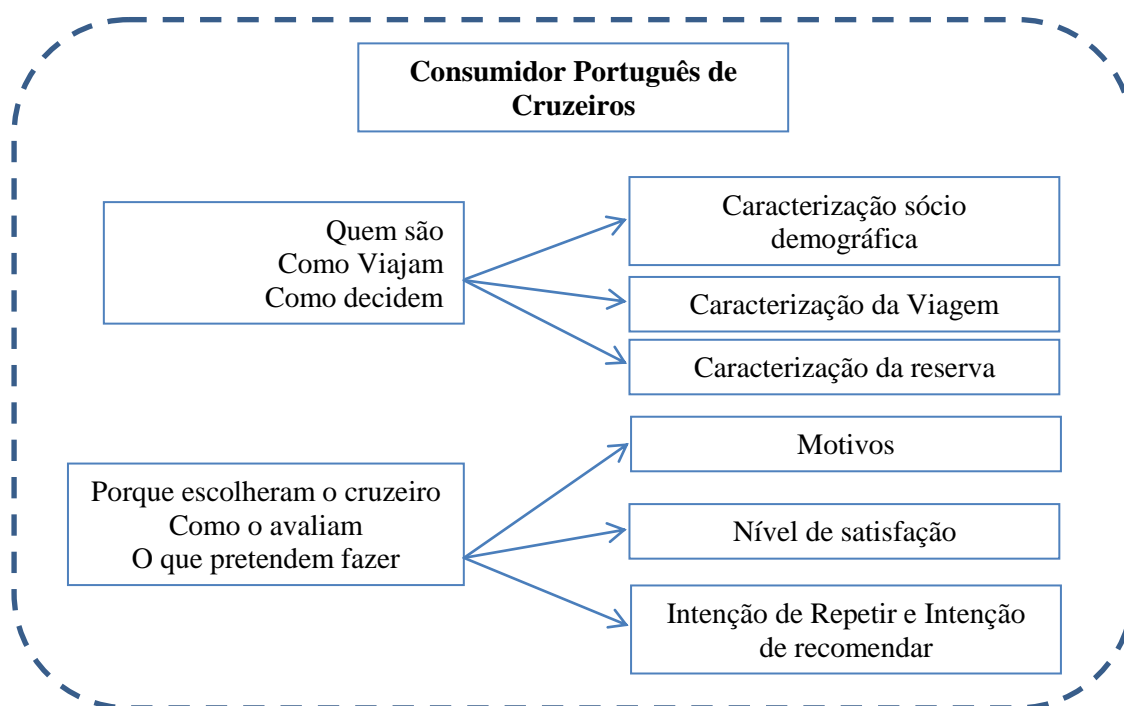 Consumidor Português de
Cruzeiros
Quem são
Como Viajam
Como decidem
Caracterização sócio
demográfica
Caracterização da Viagem
Caracterização da reserva
Porque escolheram o cruzeiro
Como o avaliam
O que pretendem fazer
Motivos
Nível de satisfação
Intenção de Repetir e Intenção
de recomendar